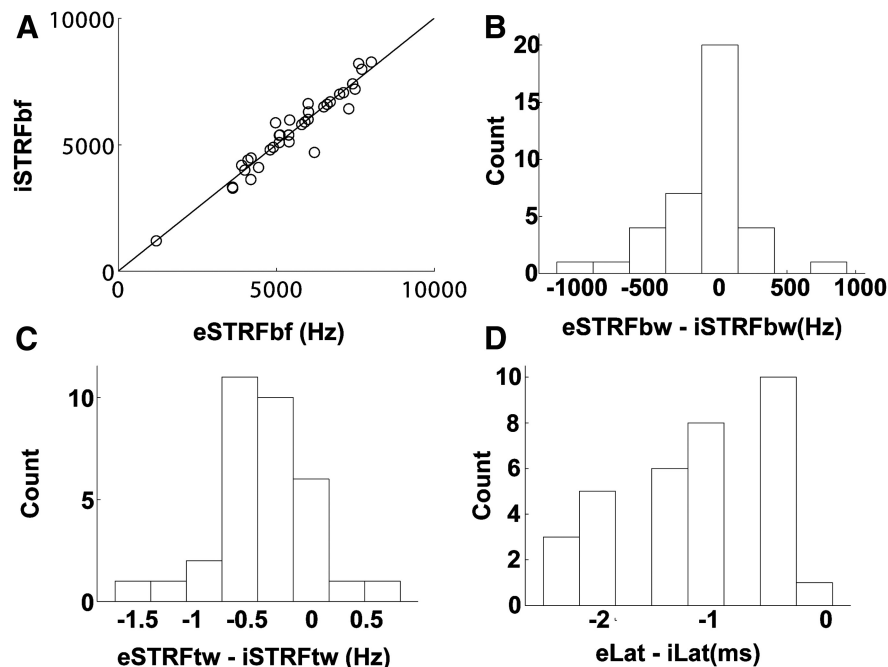 A
10000
5000
0
iSTRFbf
0 5000 10000
eSTRFbf (Hz)
B
20
15
10
5
0
Count
-1000 -500 0 500 1000
eSTRFbw - iSTRFbw(Hz)
C
10
5
0
Count
-1.5 -1 -0.5 0 0.5
eSTRFtw - iSTRFtw (Hz)
D
10
8
6
4
2
0
Count
-2 -1 0
eLat - iLat(ms)